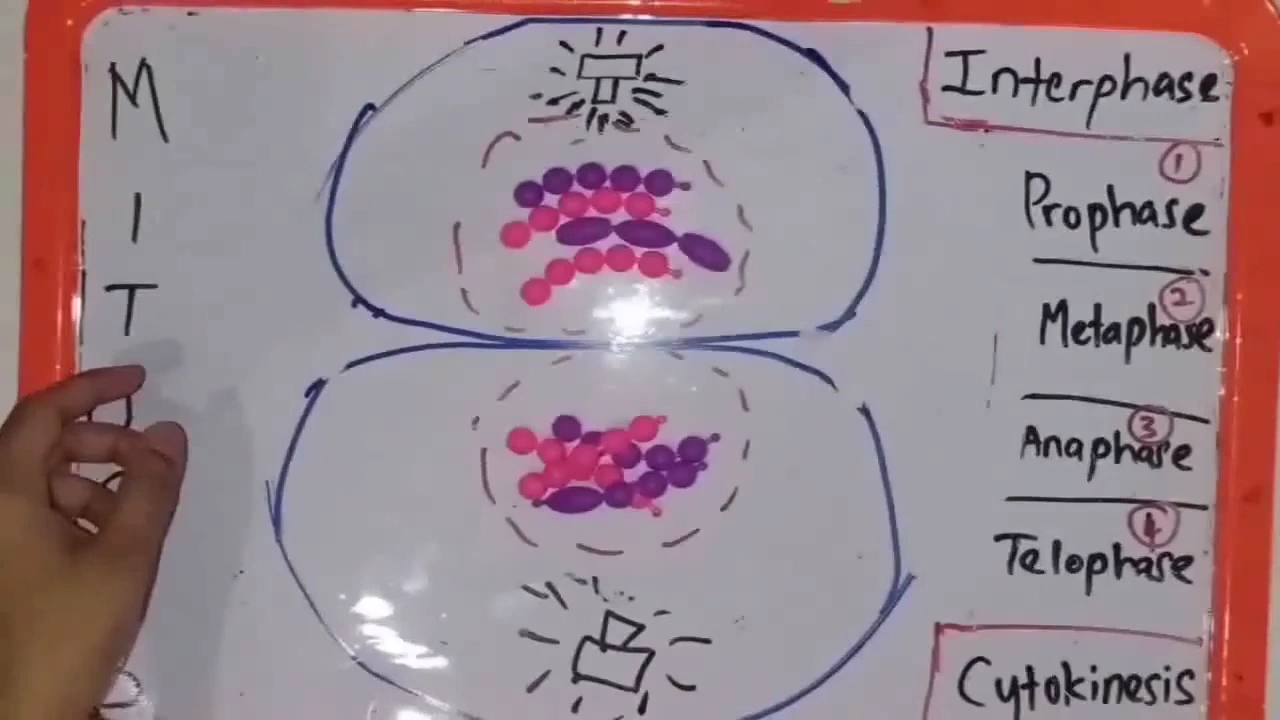 M
I
T
Interphase
1
Prophase
2
Metaphase
3
Anaphase
4
Telophase
Cytokinesis